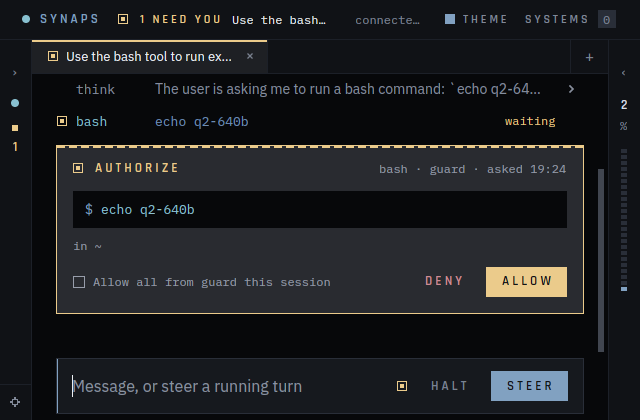 SYNAPS 1 NEED YOU Use the bash… connecte… THEME SYSTEMS 0
Use the bash tool to run ex… × +
think The user is asking me to run a bash command: `echo q2-64…
bash echo q2-640b waiting
AUTHORIZE bash · guard · asked 19:24
$ echo q2-640b
in ~
Allow all from guard this session DENY ALLOW
Message, or steer a running turn HALT STEER
1
2
%